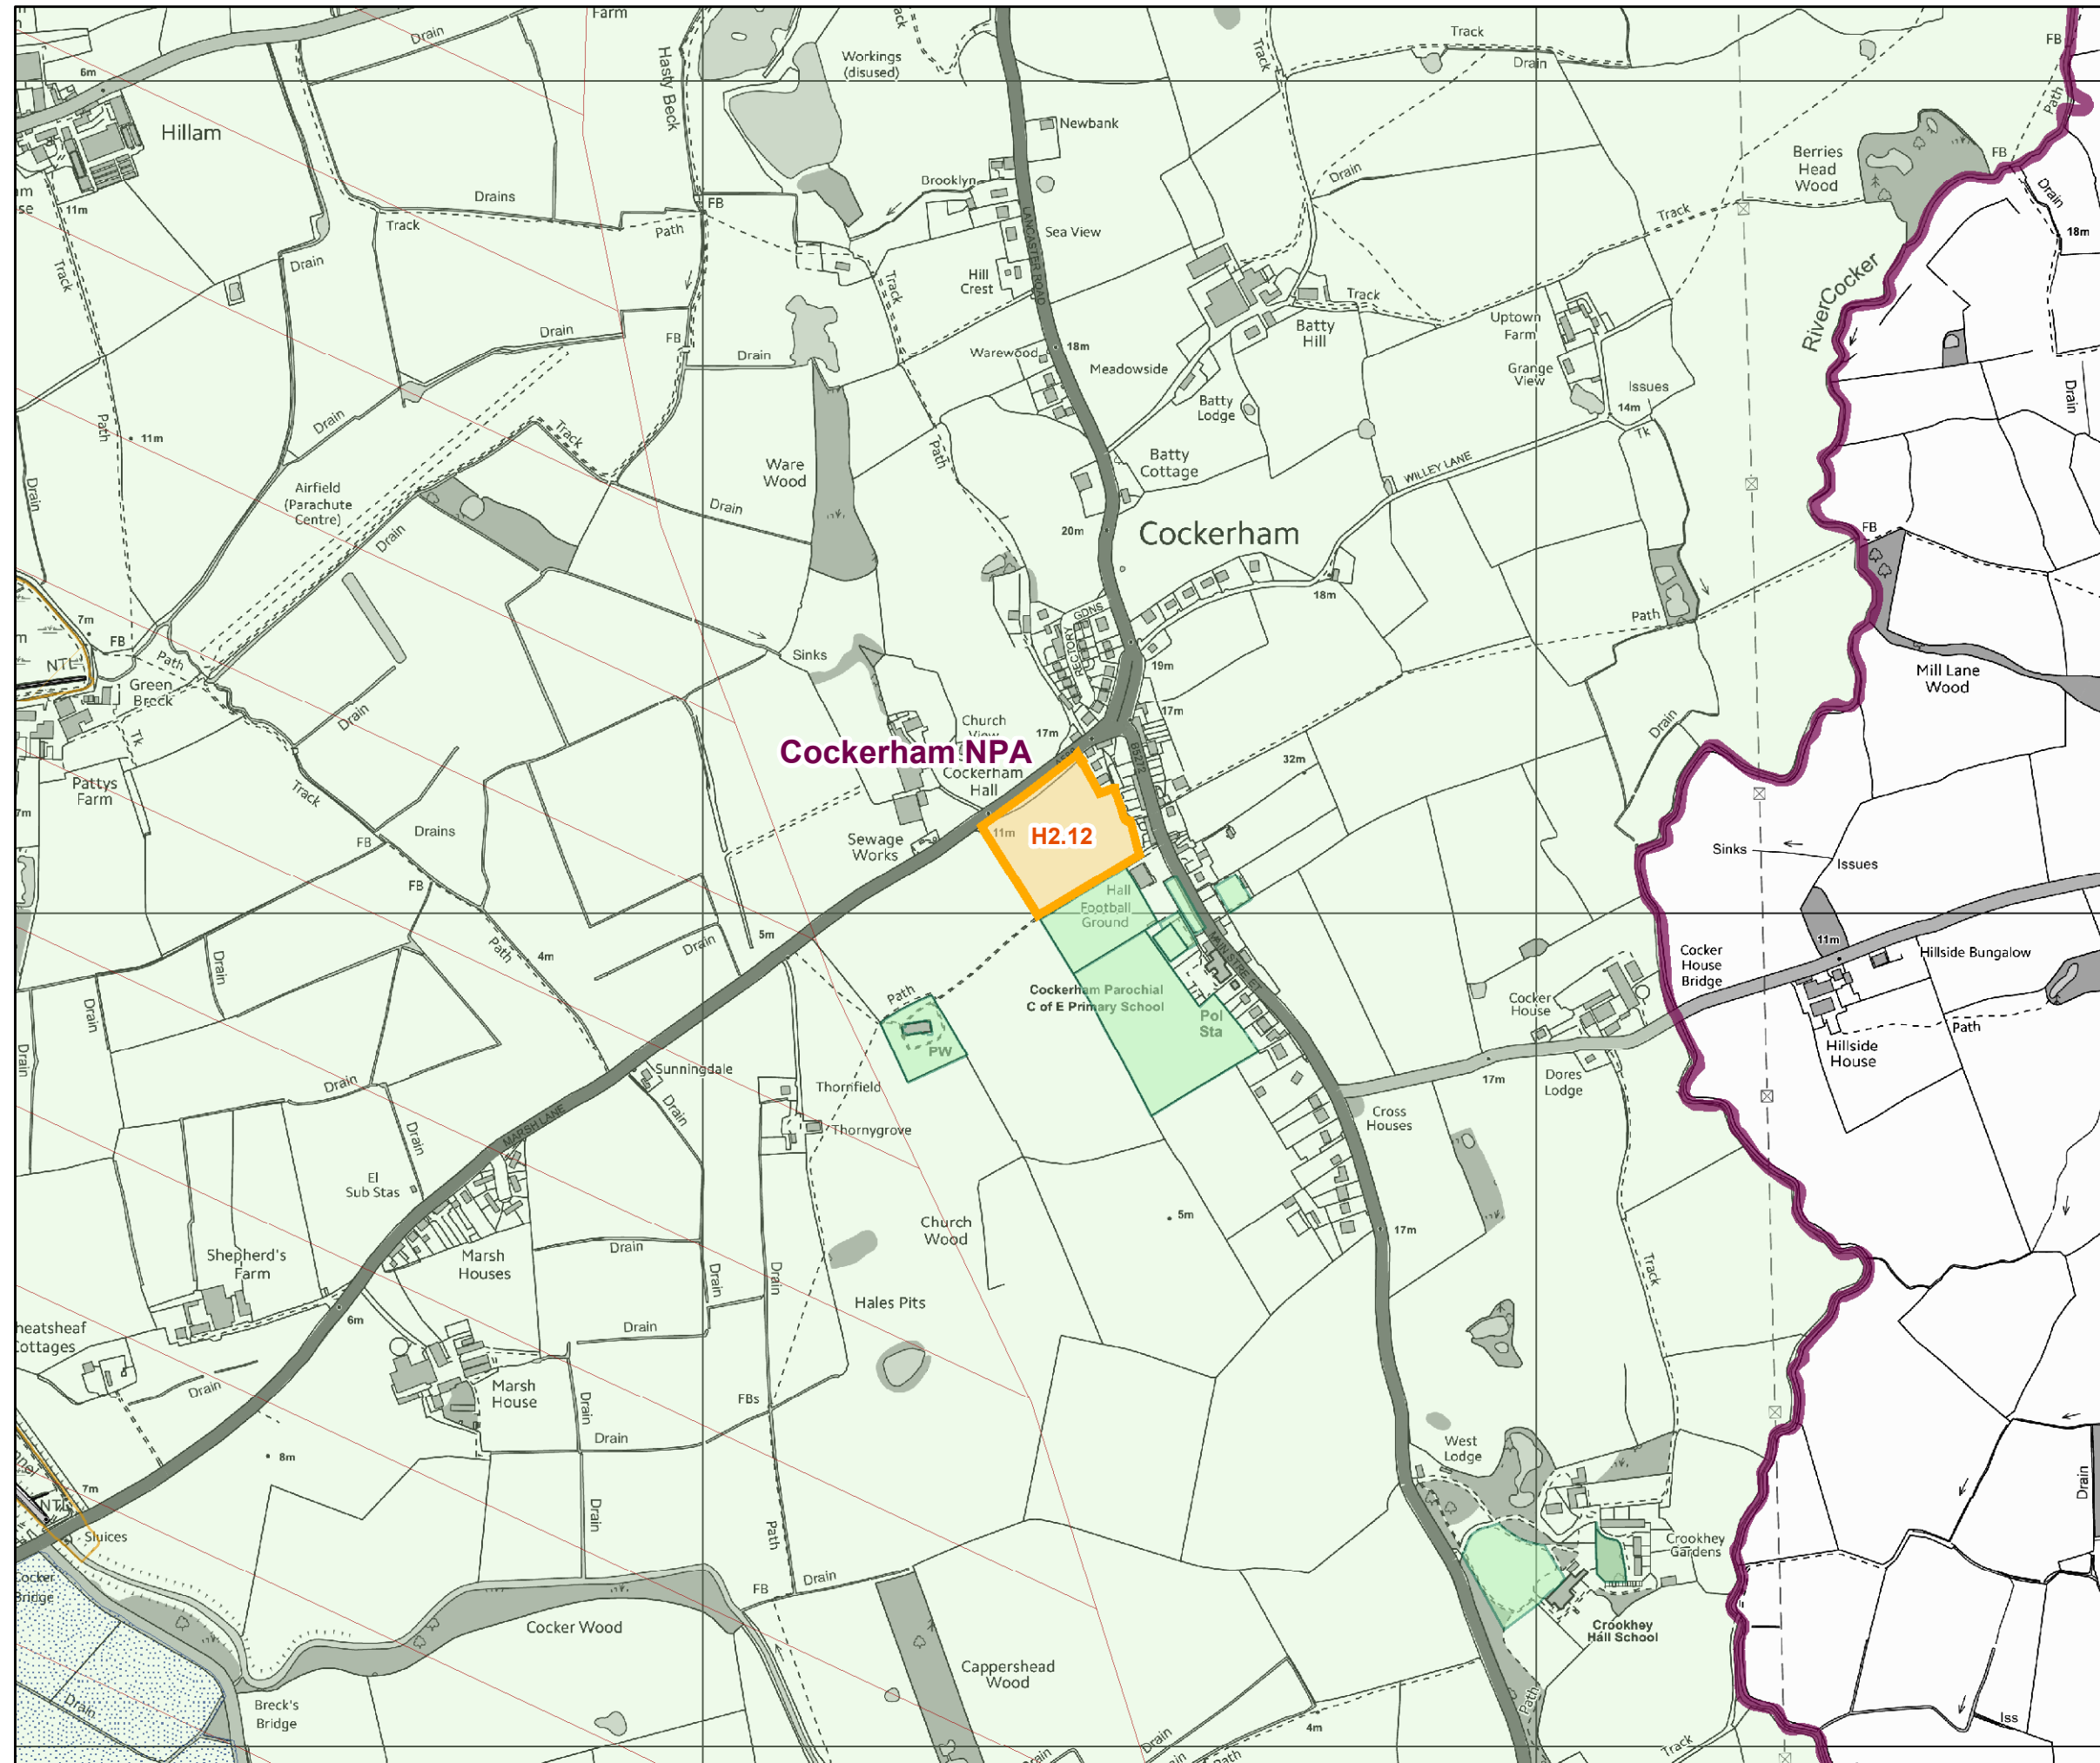 Farm
Drain
Track
FB
6m
Hasty Beck
Workings
(disused)
Track
Drain
Path
Hillam
Newbank
Berries
Head
Wood
FB
11m
Brooklyn
Drain
Drains
FB
Track
Path
Drain
18m
Track
LANCASTER ROAD
Sea View
Drain
Track
Hill
Crest
Track
Track
River Cocker
Batty
Hill
Uptown
Farm
Drain
FB
Drain
Warewood
18m
Meadowside
Grange
View
Issues
Batty
Lodge
14m
Tk
Drain
Path
11m
Drain
Track
Path
Ware
Wood
Batty
Cottage
WILLEY LANE
Drain
Airfield
(Parachute
Centre)
Drain
Drain
20m
Cockerham
FB
18m
7m
FB
Path
NTL
Sinks
RECTORY
GDNS
19m
Path
Green
Breck
Mill Lane
Wood
Drain
Church
View
17m
17m
Drain
Tk
Cockerham NPA
B5272
32m
Cockerham
Hall
Pattys
Farm
Track
7m
Drains
FB
Sewage
Works
11m
H2.12
Sinks
Issues
FB
Hall
Football
Ground
Path
4m
Drain
5m
Drain
MAIN STREET
11m
Hillside Bungalow
Cocker
House
Bridge
Drain
Path
Cockerham Parochial
C of E Primary School
Cocker
House
Pol
Sta
Path
Hillside
House
PW
Drain
Sunningdale
Thornfield
17m
Dores
Lodge
Drain
Drain
MARSH LANE
Thornygrove
Cross
Houses
Drain
El
Sub Stas
Church
Wood
5m
17m
Shepherd's
Farm
Marsh
Houses
Drain
Drain
Drain
Track
Hales Pits
6m
Drain
heatsheaf
Cottages
Drain
Marsh
House
FBs
Drain
Drain
West
Lodge
8m
7m
NTL
Drain
Drain
Sluices
Path
Crookhey
Gardens
Cocker
Bridge
FB
Drain
Cocker Wood
Crookhey
Hall School
Cappershead
Wood
Drain
Breck's
Bridge
Path
Iss
4m
Drain
Path
Track